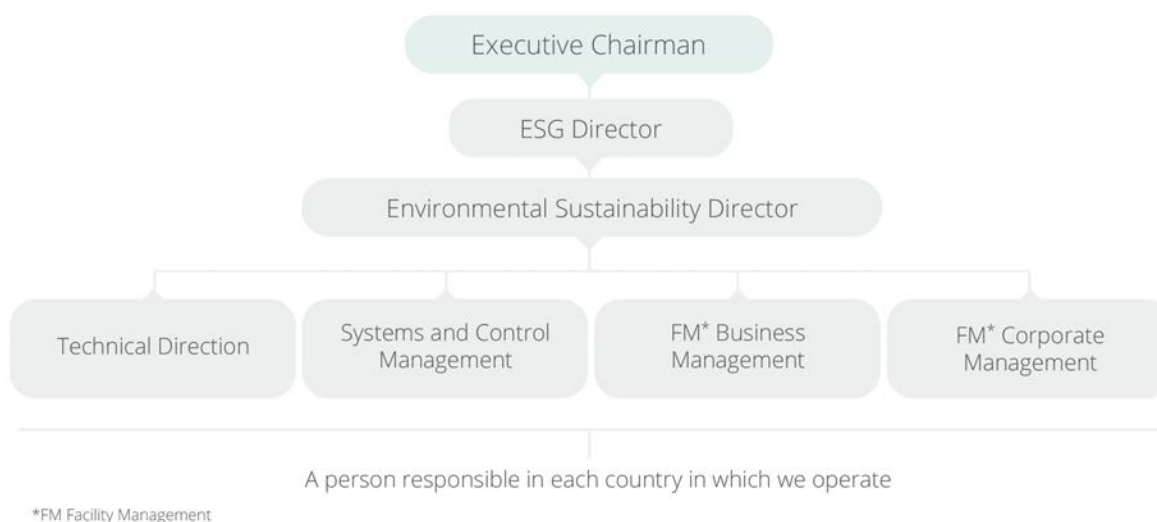 Executive Chairman
ESG Director
Environmental Sustainability Director
Technical Direction
Systems and Control
Management
FM* Business
Management
FM* Corporate
Management
A person responsible in each country in which we operate
*FM Facility Management